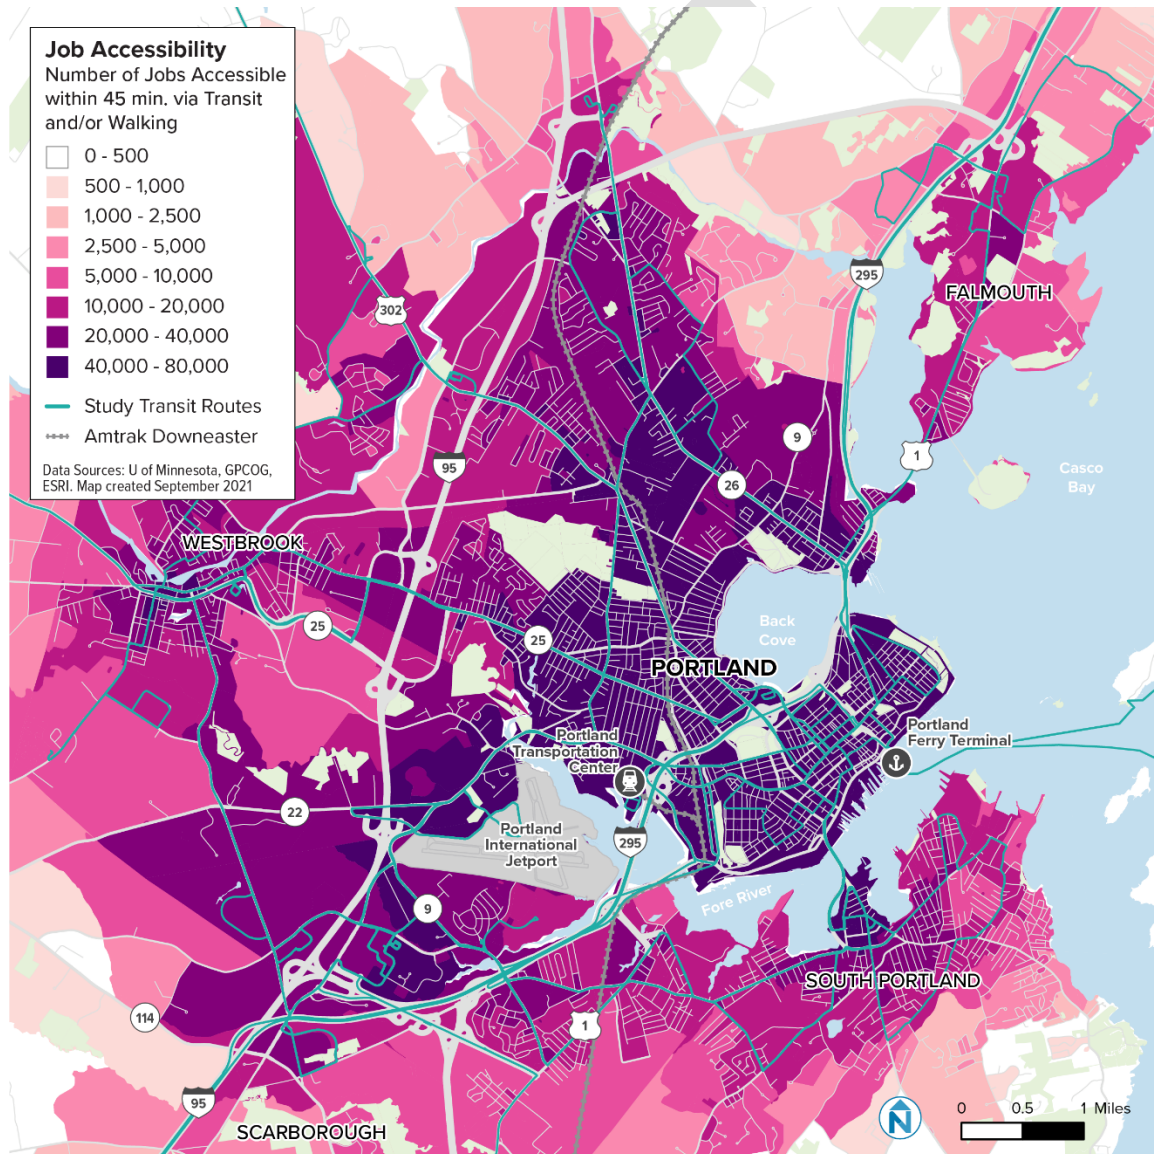 Job Accessibility
Number of Jobs Accessible
within 45 min. via Transit
and/or Walking
0 - 500
500 - 1,000
1,000 - 2,500
2,500 - 5,000
5,000 - 10,000
10,000 - 20,000
20,000 - 40,000
40,000 - 80,000
Study Transit Routes
Amtrak Downeaster
Data Sources: U of Minnesota, GPCOG,
ESRI. Map created September 2021
295
FALMOUTH
302
9
1
95
Casco
Bay
26
WESTBROOK
25
25
Back
Cove
PORTLAND
Portland
Ferry Terminal
Portland
Transportation
Center
22
Portland
International
Jetport
295
Fore River
9
SOUTH PORTLAND
114
1
95
SCARBOROUGH
N
0 0.5 1 Miles